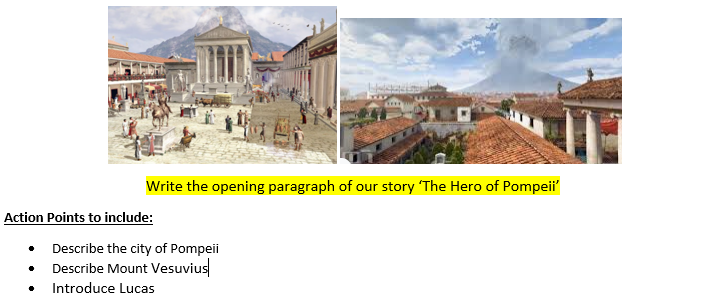 Write the opening paragraph of our story ‘The Hero of Pompeii’
Action Points to include:
• Describe the city of Pompeii
• Describe Mount Vesuvius
• Introduce Lucas